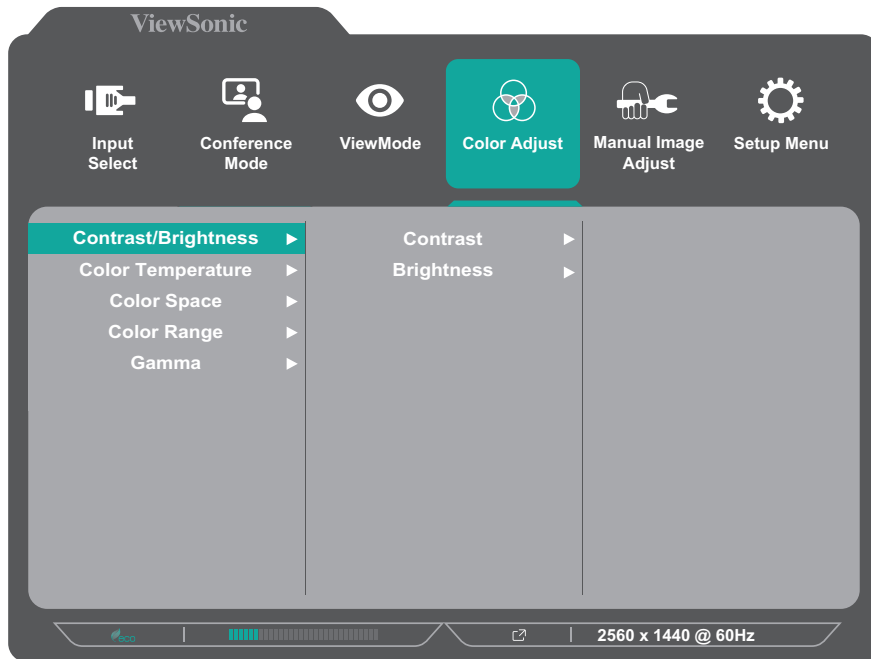 ViewSonic
Input
Select
Conference
Mode
ViewMode
Color Adjust
Manual Image
Adjust
Setup Menu
Contrast/Brightness
Color Temperature
Color Space
Color Range
Gamma
Contrast
Brightness
eco
2560 x 1440 @ 60Hz